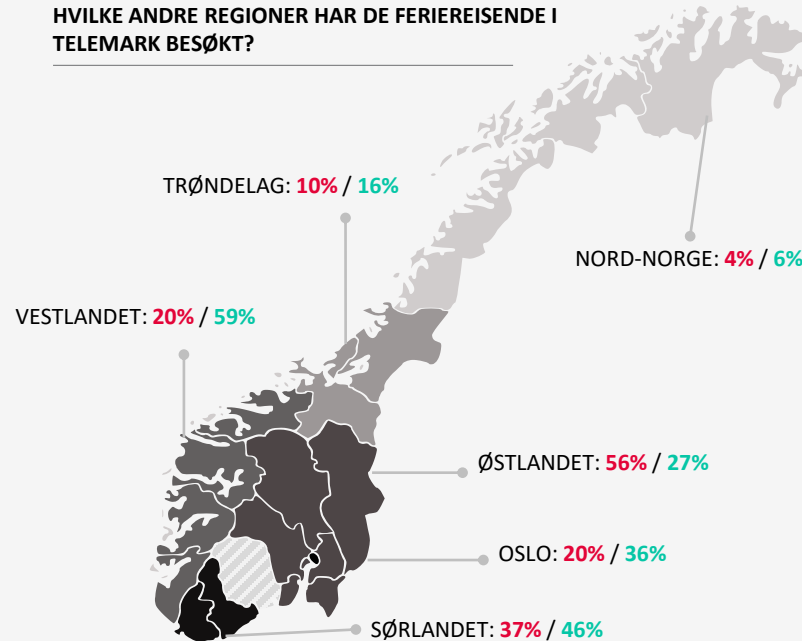 HVILKE ANDRE REGIONER HAR DE FERIEREISENDE I
TELEMARK BESØKT?
TRØNDELAG: 10% / 16%
NORD-NORGE: 4% / 6%
VESTLANDET: 20% / 59%
ØSTLANDET: 56% / 27%
OSLO: 20% / 36%
SØRLANDET: 37% / 46%